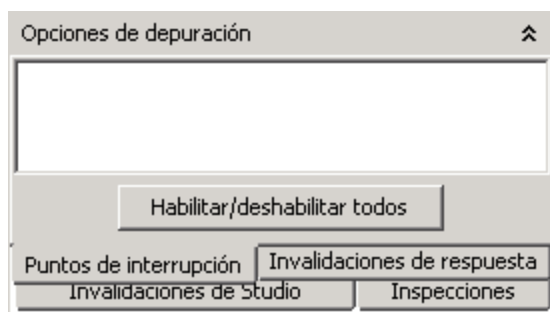 Opciones de depuración
Habilitar/deshabilitar todos
Puntos de interrupción Invalidaciones de respuesta
Invalidaciones de Studio Inspecciones